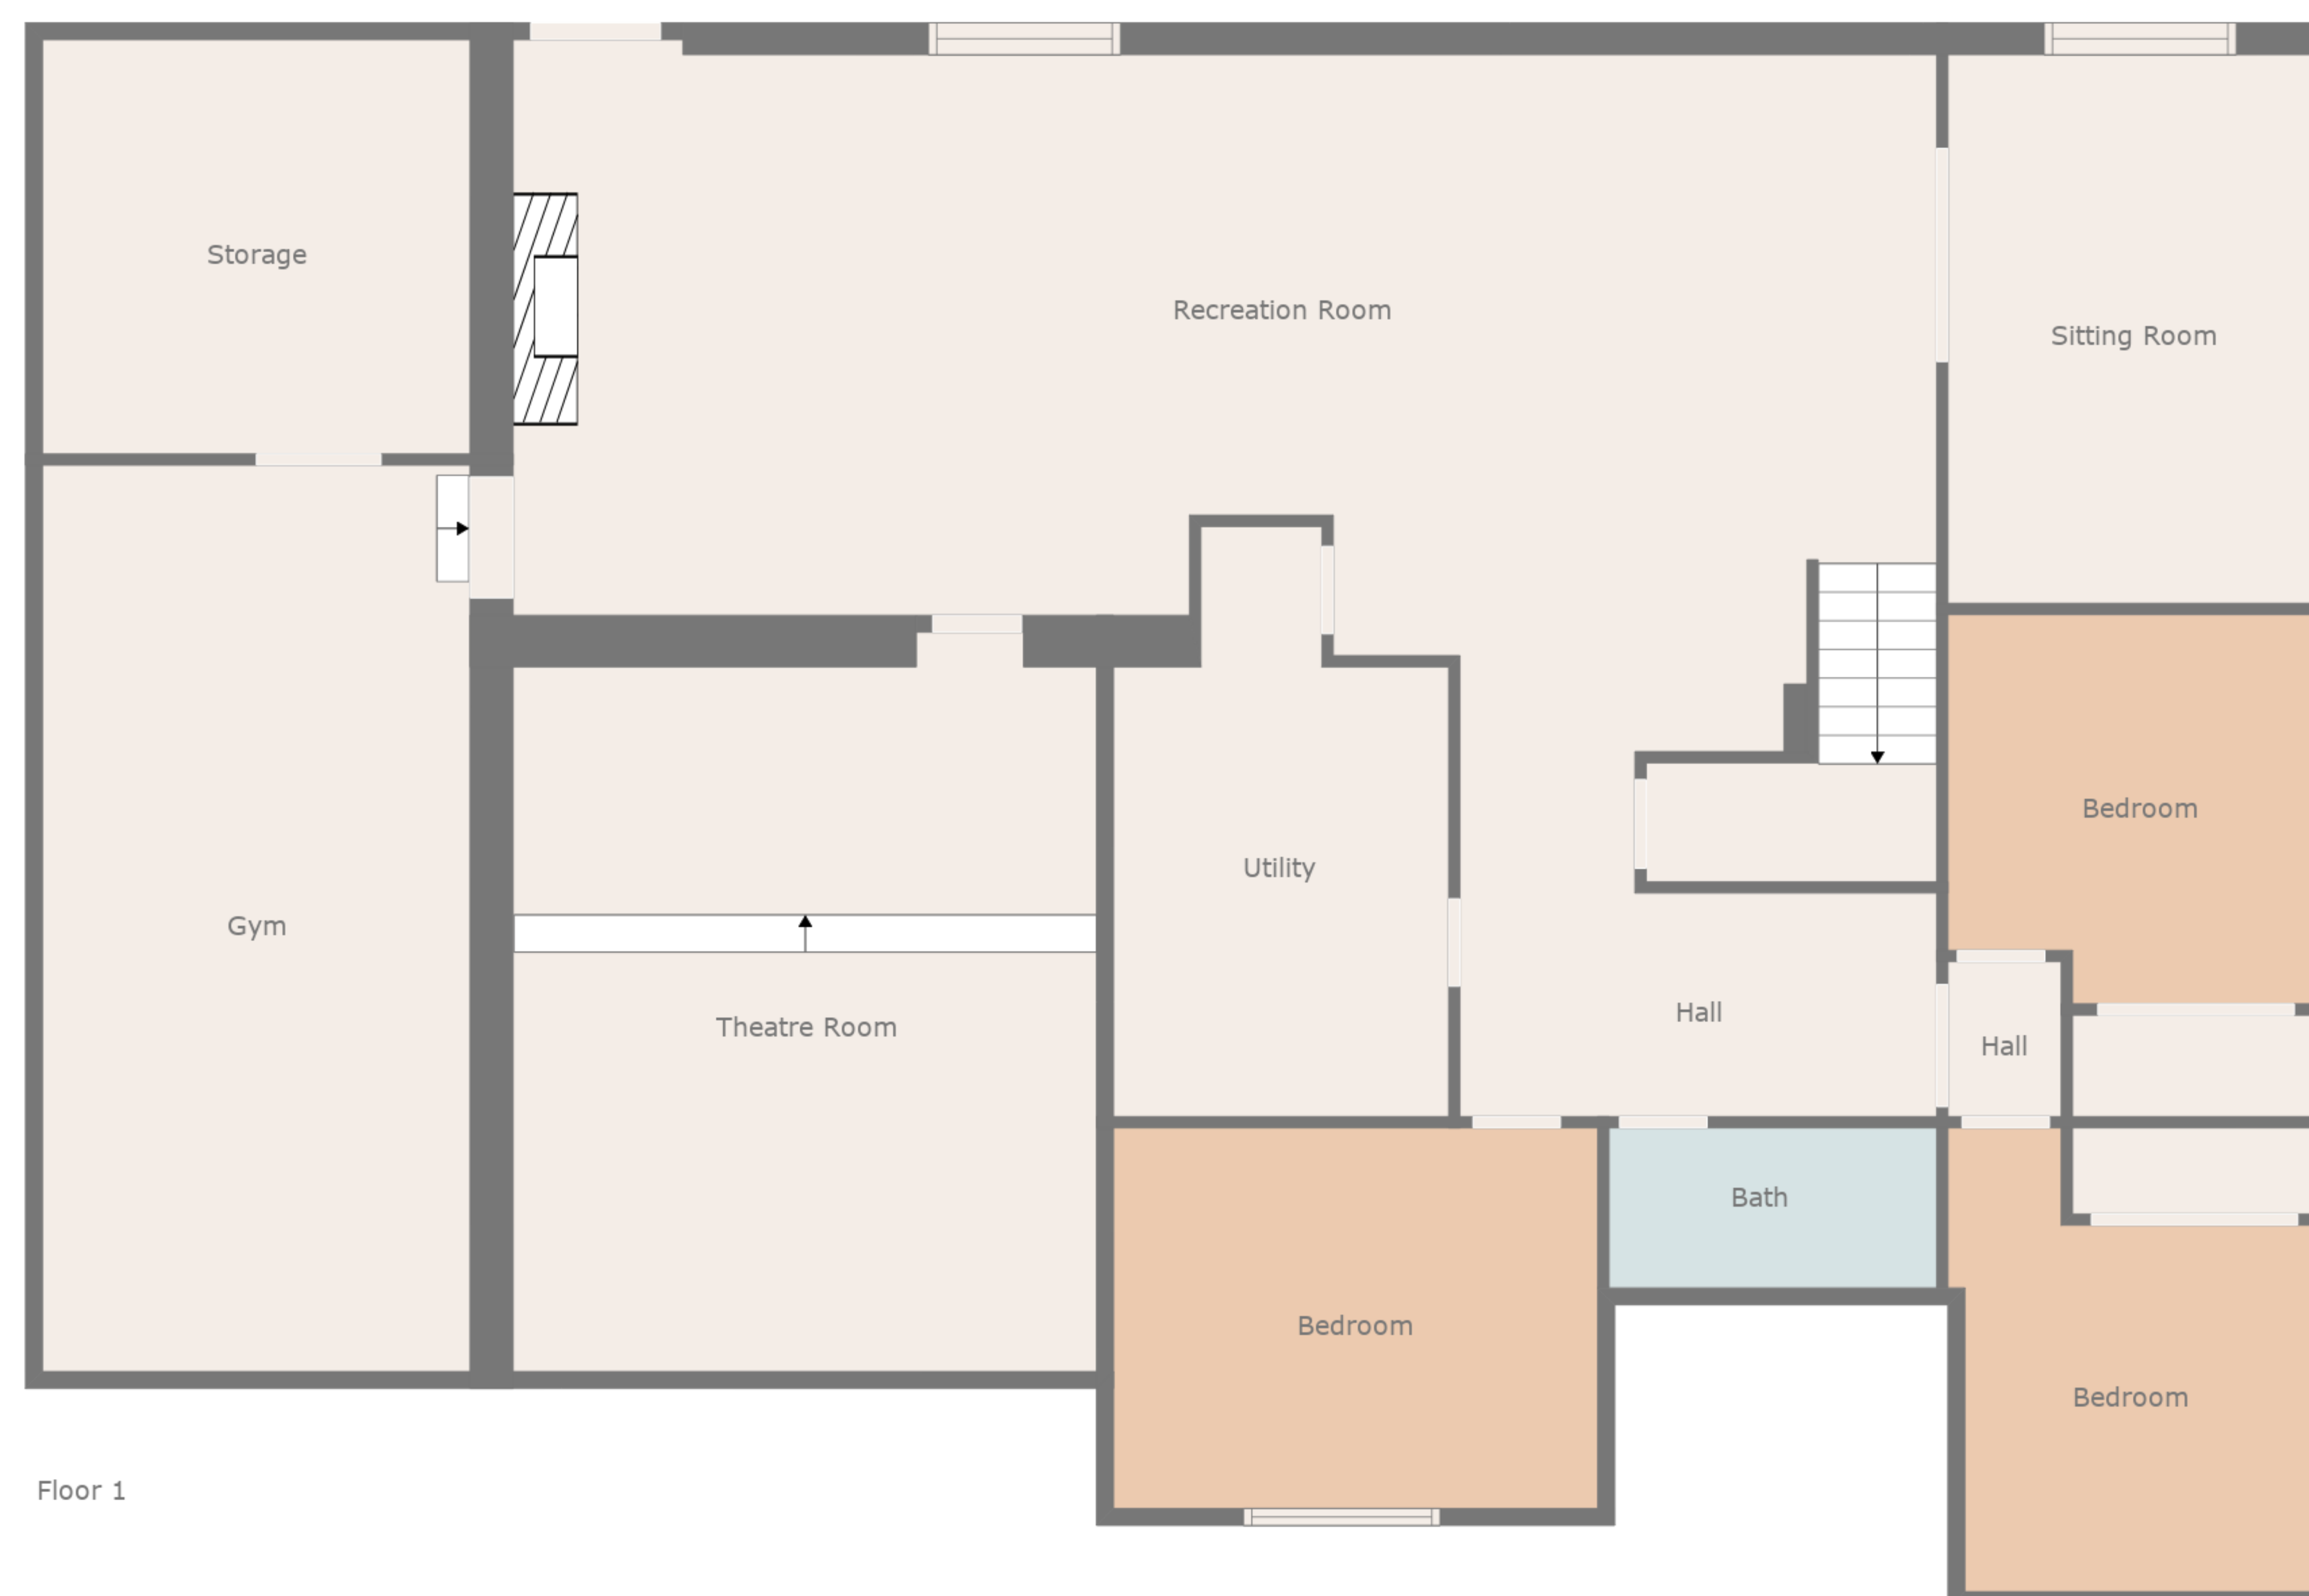 Storage
Recreation Room
Sitting Room
Bedroom
Utility
Gym
Hall
Theatre Room
Hall
Bath
Bedroom
Bedroom
Floor 1